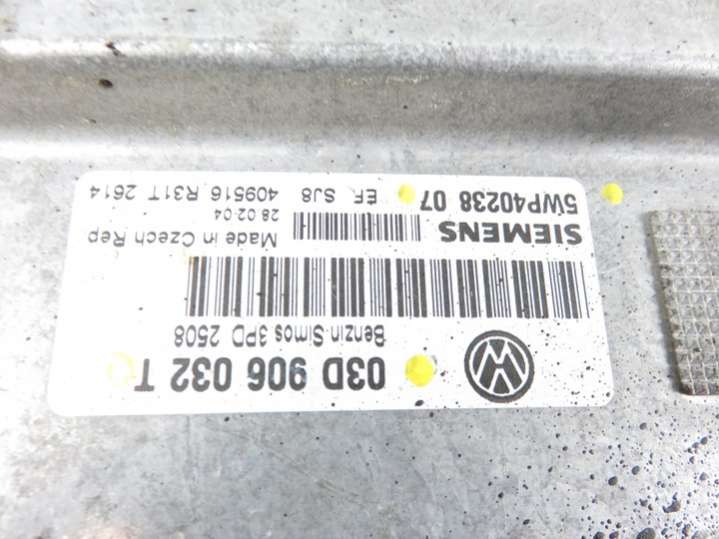 03D 906 032 T
Benzin-Simos 3PD 2508
SIEMENS
Made in Czech Rep
28.02.04
5WP40238 07
EF. SJ8 409516 R31T 2614